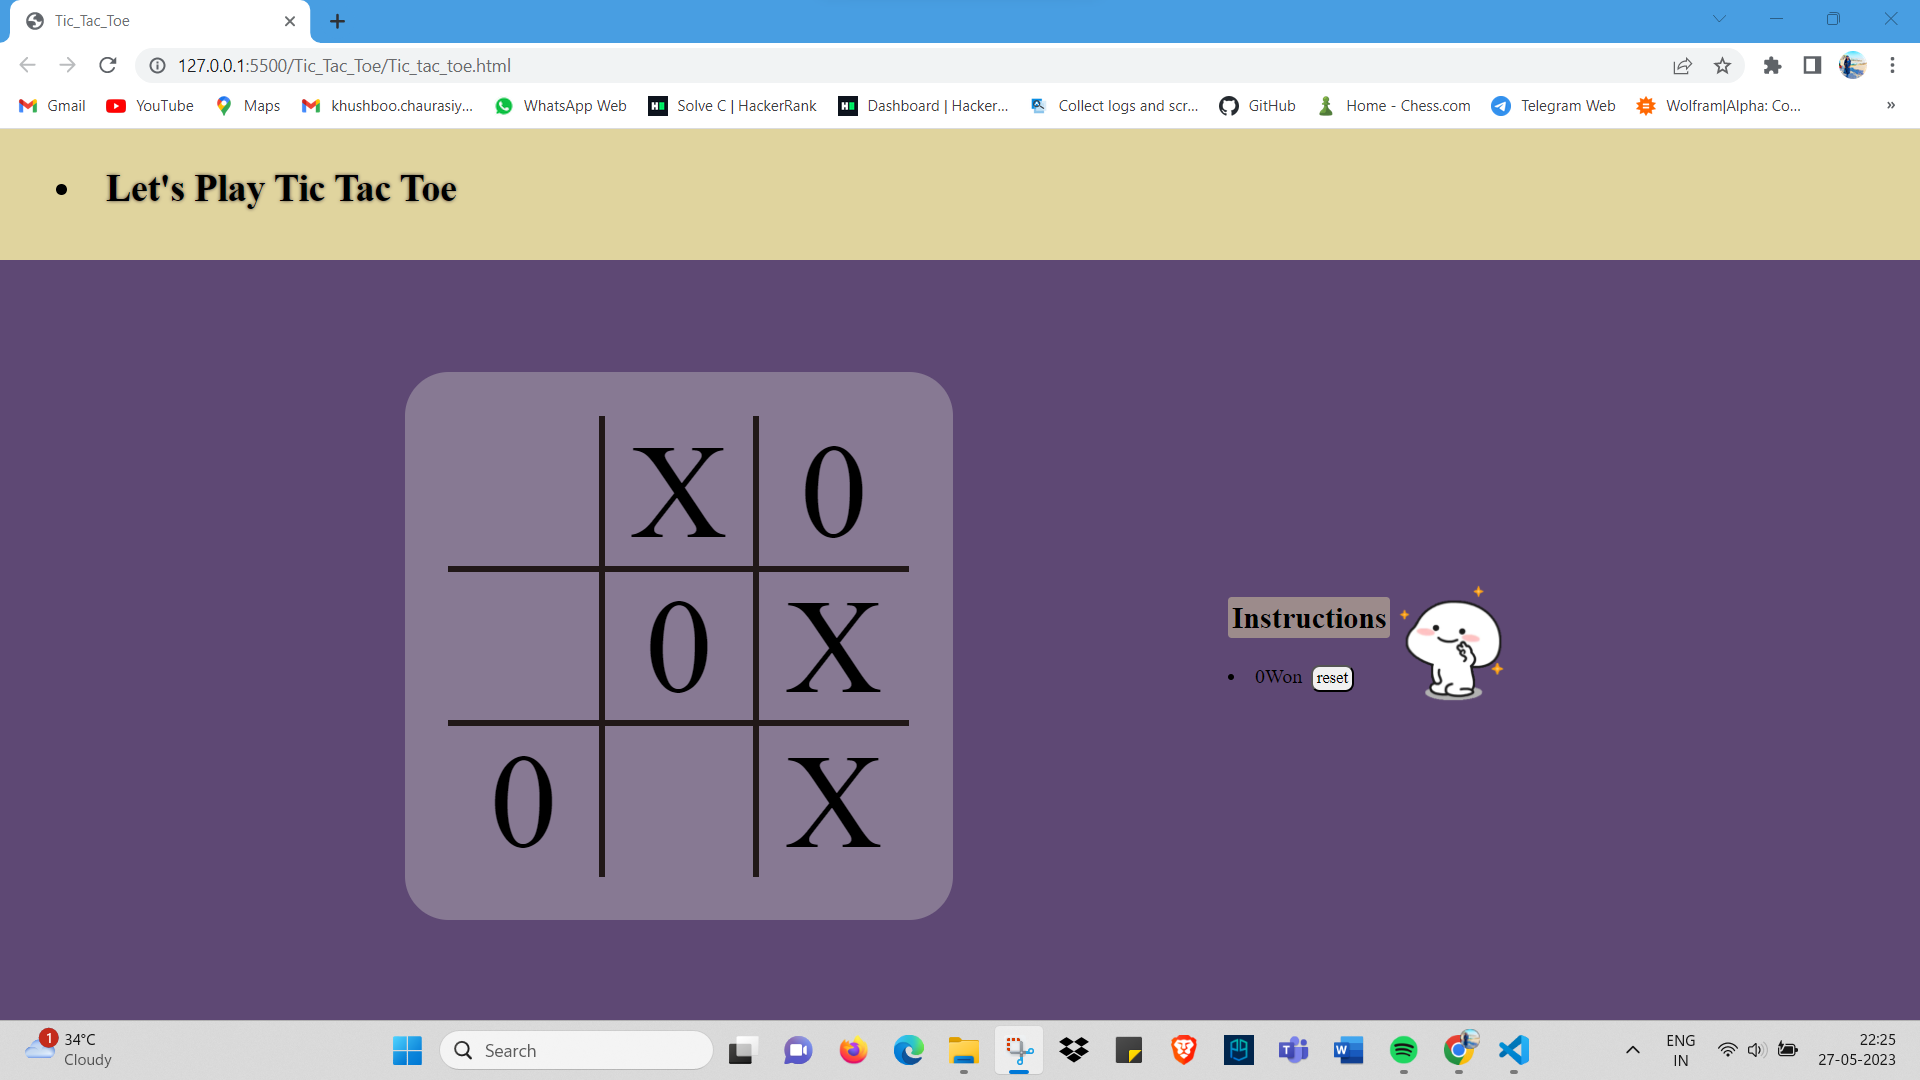 Tic_Tac_Toe
127.0.0.1:5500/Tic_Tac_Toe/Tic_tac_toe.html
Gmail YouTube Maps khushboo.chaurasiy... WhatsApp Web Solve C | HackerRank Dashboard | Hacker... Collect logs and scr... GitHub Home - Chess.com Telegram Web Wolfram|Alpha: Co... »
• Let's Play Tic Tac Toe
X 0
0 X
0 X
Instructions
• 0Won reset
1 34°C
Cloudy
Search
ENG
IN
22:25
27-05-2023